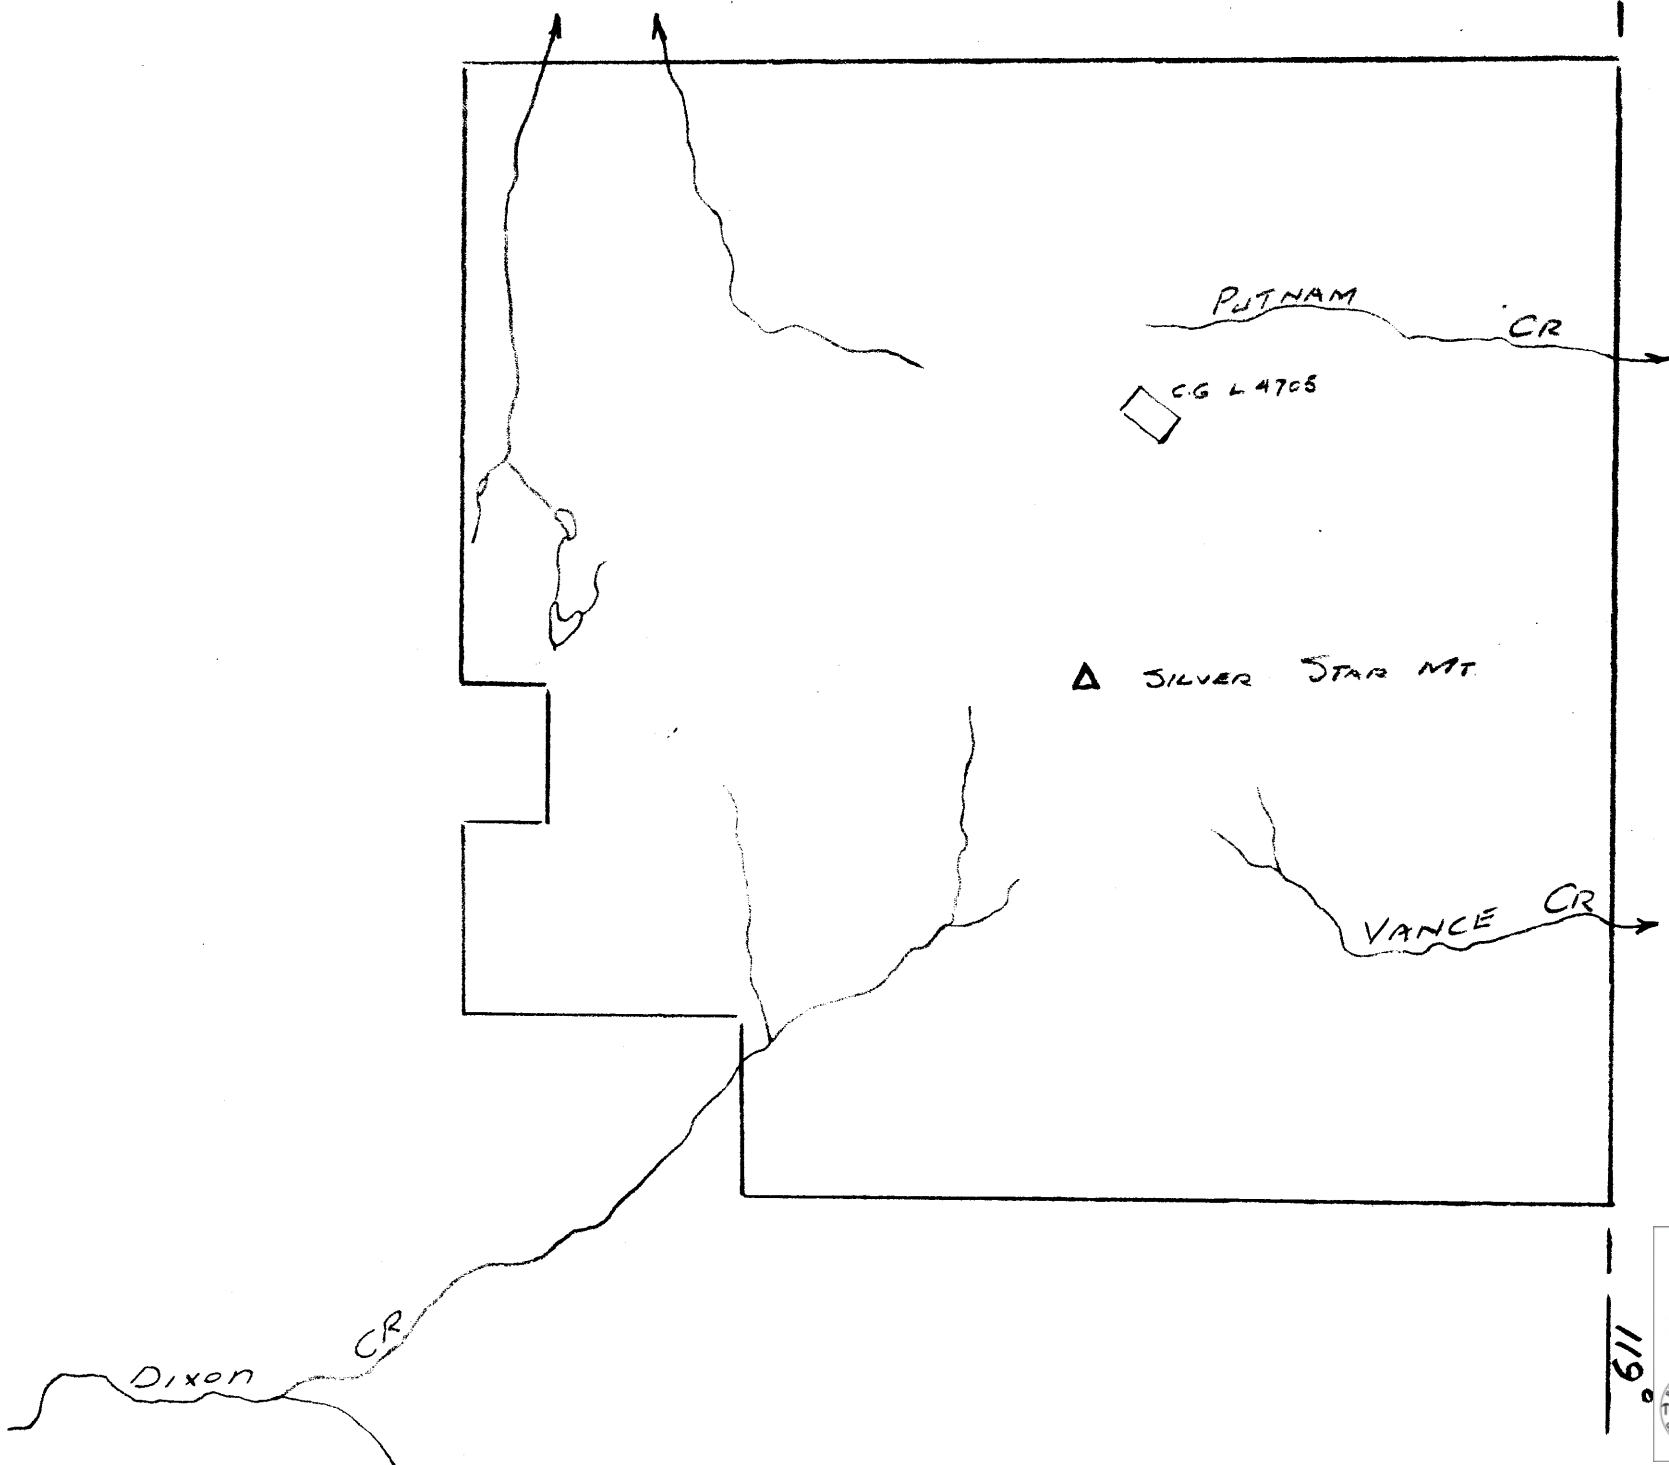 PUTNAM CR
C.G L 4705
SILVER STAR MT.
VANCE CR
DIXON CR
119°